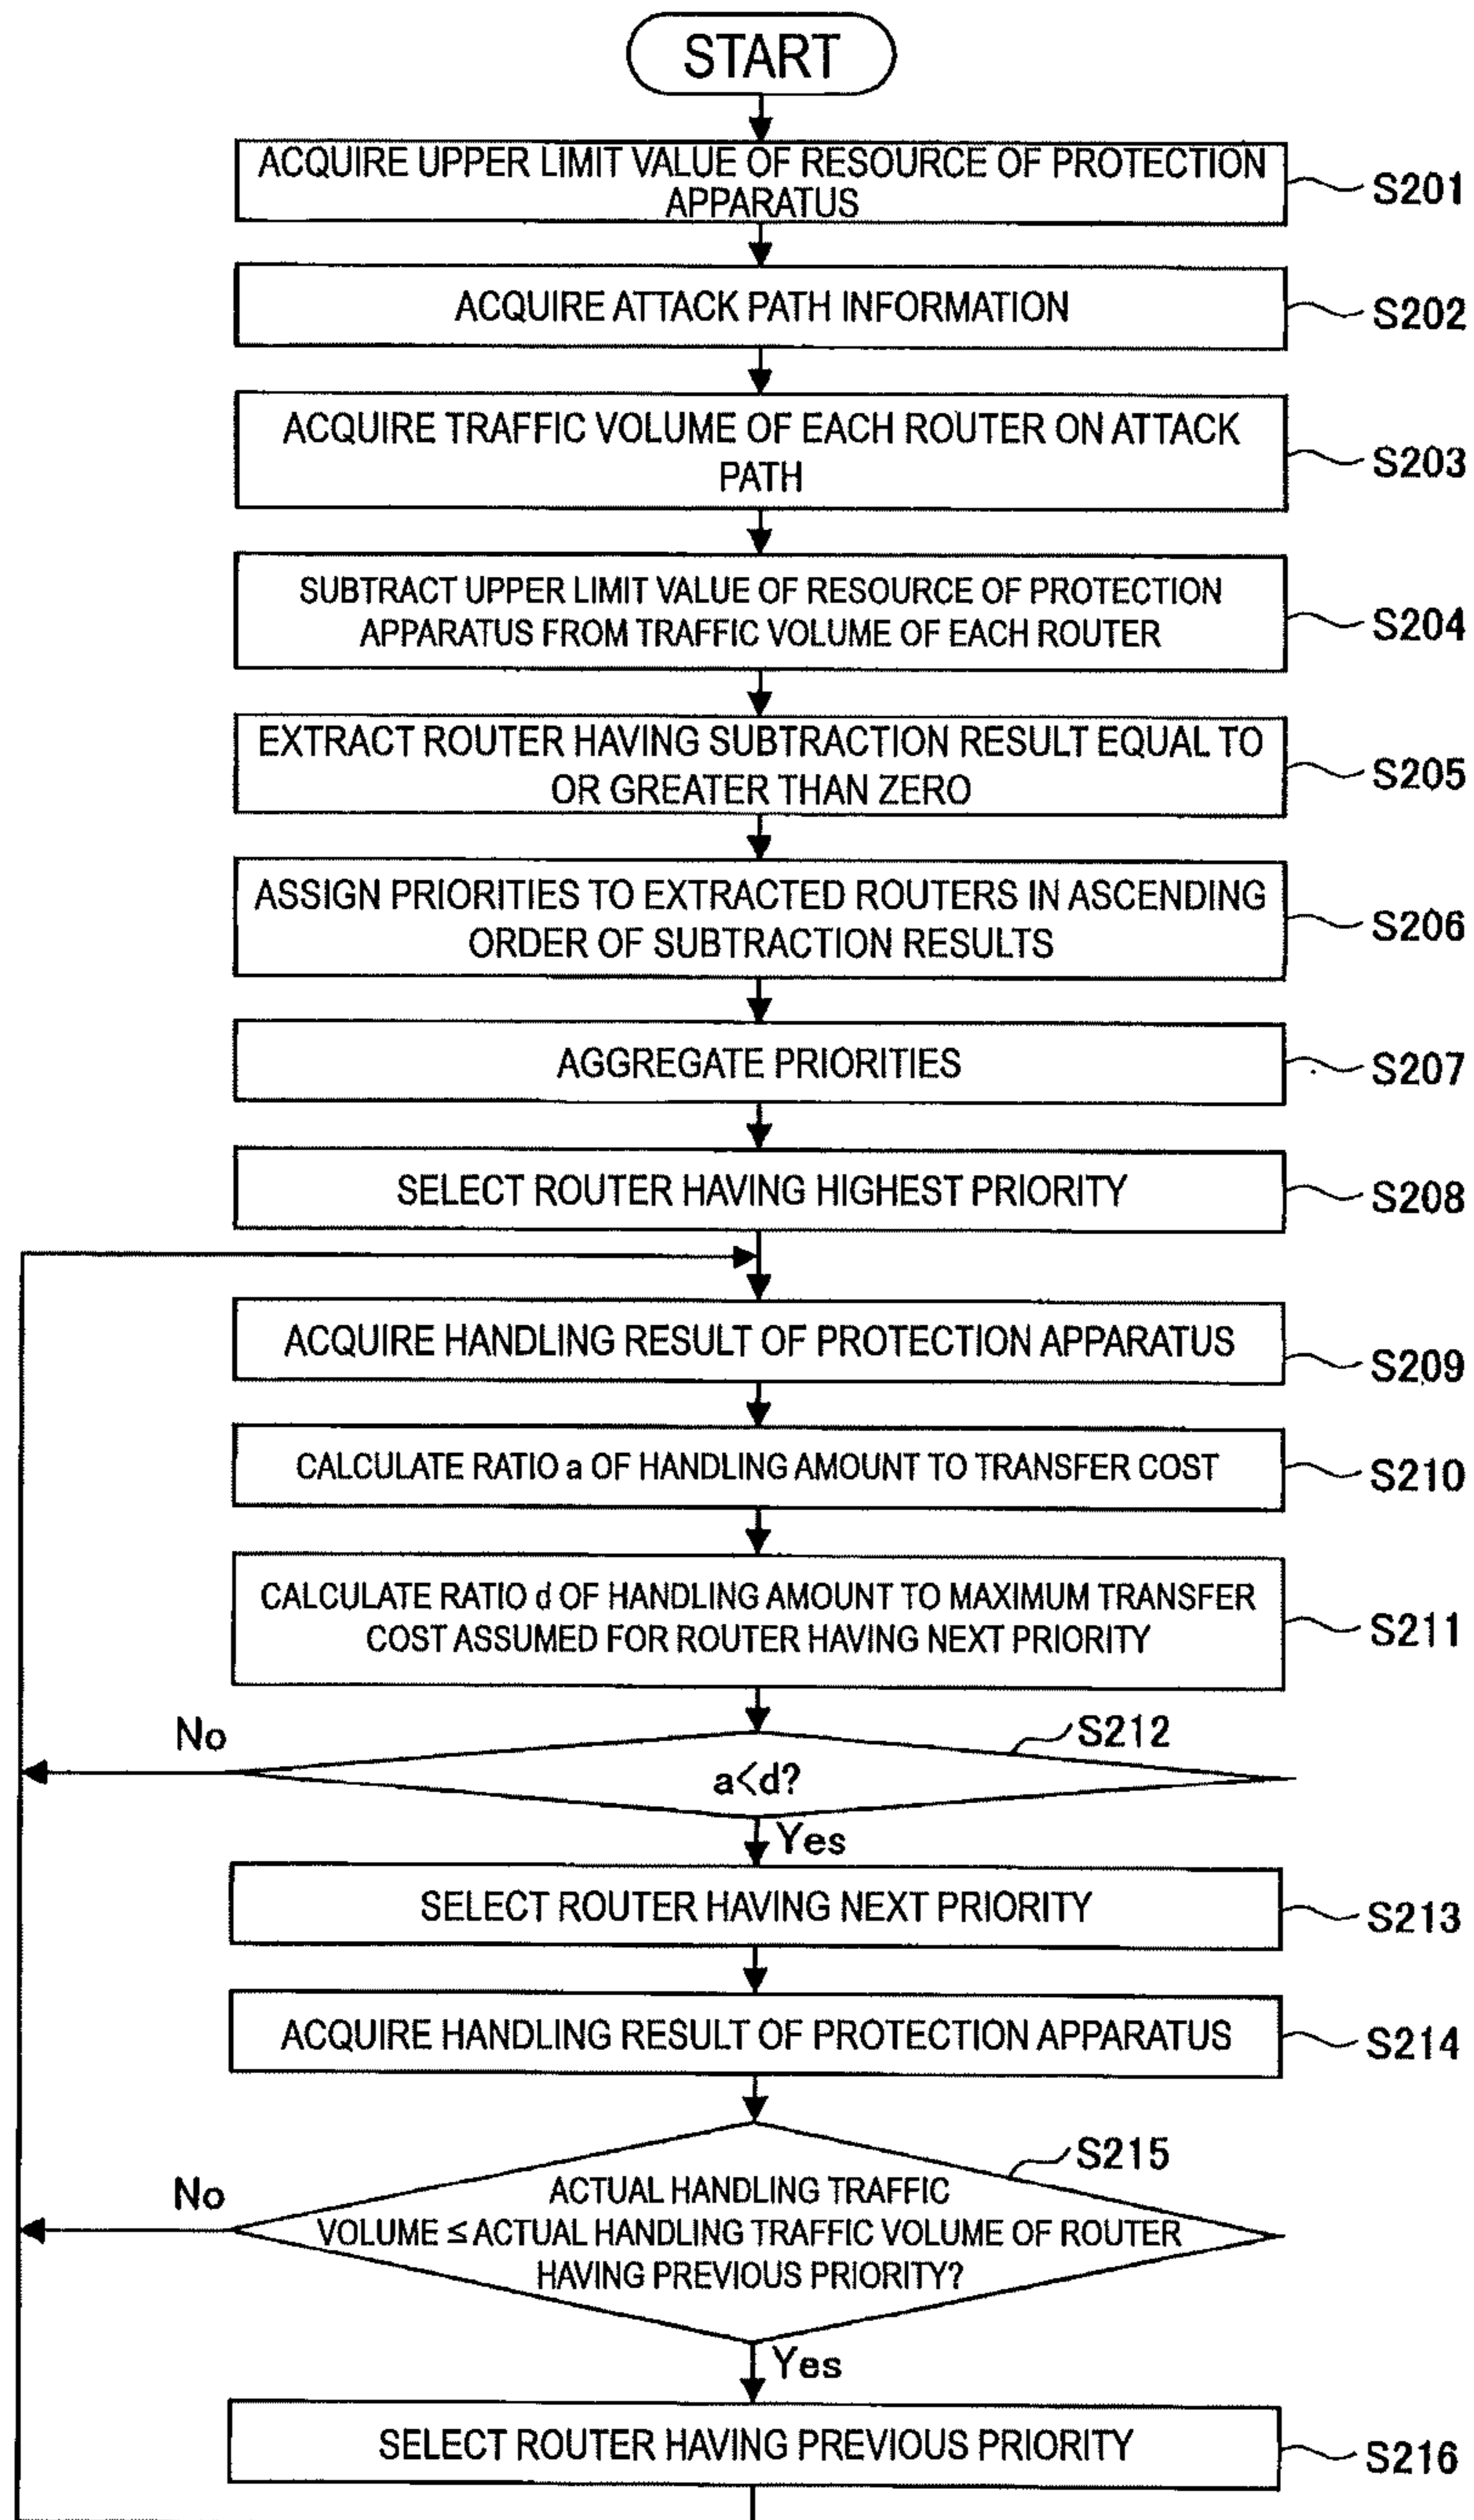 START
ACQUIRE UPPER LIMIT VALUE OF RESOURCE OF PROTECTION
APPARATUS
S201
ACQUIRE ATTACK PATH INFORMATION
S202
ACQUIRE TRAFFIC VOLUME OF EACH ROUTER ON ATTACK
PATH
S203
SUBTRACT UPPER LIMIT VALUE OF RESOURCE OF PROTECTION
APPARATUS FROM TRAFFIC VOLUME OF EACH ROUTER
S204
EXTRACT ROUTER HAVING SUBTRACTION RESULT EQUAL TO
OR GREATER THAN ZERO
S205
ASSIGN PRIORITIES TO EXTRACTED ROUTERS IN ASCENDING
ORDER OF SUBTRACTION RESULTS
S206
AGGREGATE PRIORITIES
S207
SELECT ROUTER HAVING HIGHEST PRIORITY
S208
ACQUIRE HANDLING RESULT OF PROTECTION APPARATUS
S209
CALCULATE RATIO a OF HANDLING AMOUNT TO TRANSFER COST
S210
CALCULATE RATIO d OF HANDLING AMOUNT TO MAXIMUM TRANSFER
COST ASSUMED FOR ROUTER HAVING NEXT PRIORITY
S211
No
S212
a<d?
Yes
SELECT ROUTER HAVING NEXT PRIORITY
S213
ACQUIRE HANDLING RESULT OF PROTECTION APPARATUS
S214
No
S215
ACTUAL HANDLING TRAFFIC
VOLUME ≤ ACTUAL HANDLING TRAFFIC VOLUME OF ROUTER
HAVING PREVIOUS PRIORITY?
Yes
SELECT ROUTER HAVING PREVIOUS PRIORITY
S216